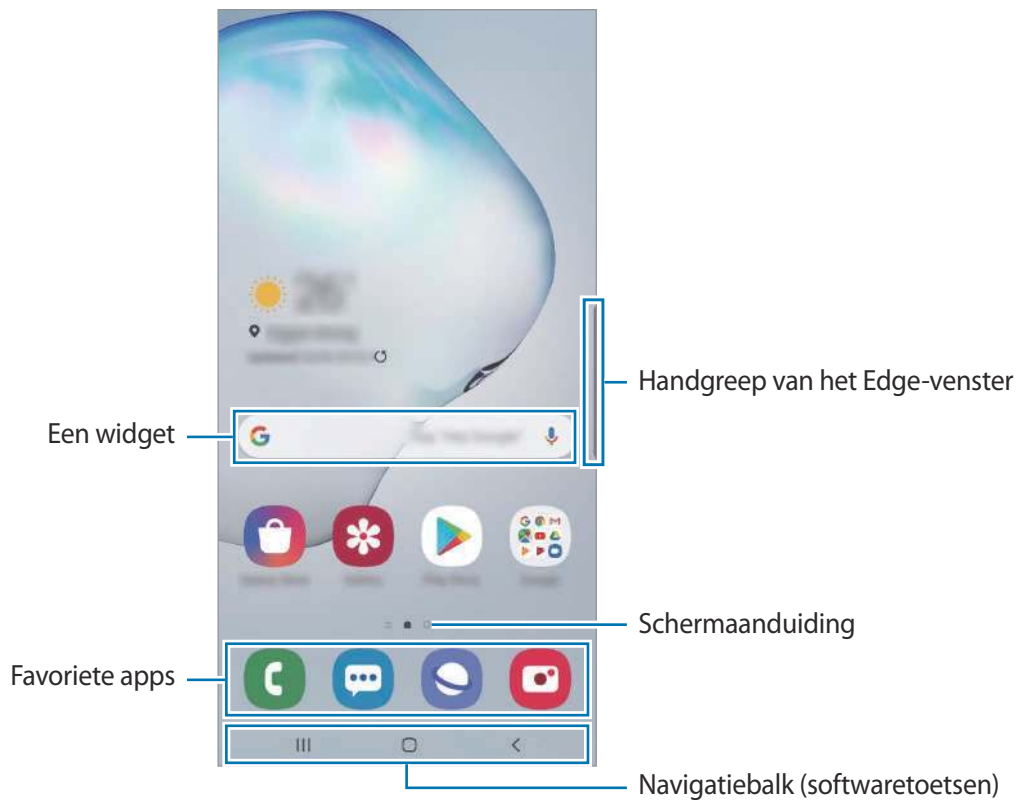 Handgreep van het Edge-venster
Een widget
Schermaanduiding
Favoriete apps
Navigatiebalk (softwaretoetsen)